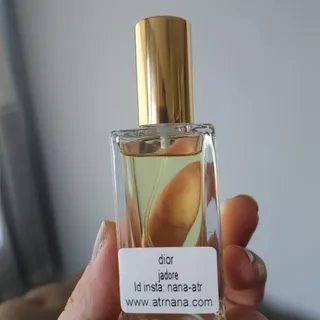 dior
jadore
Id insta: nana-atr
www.atrnana.com